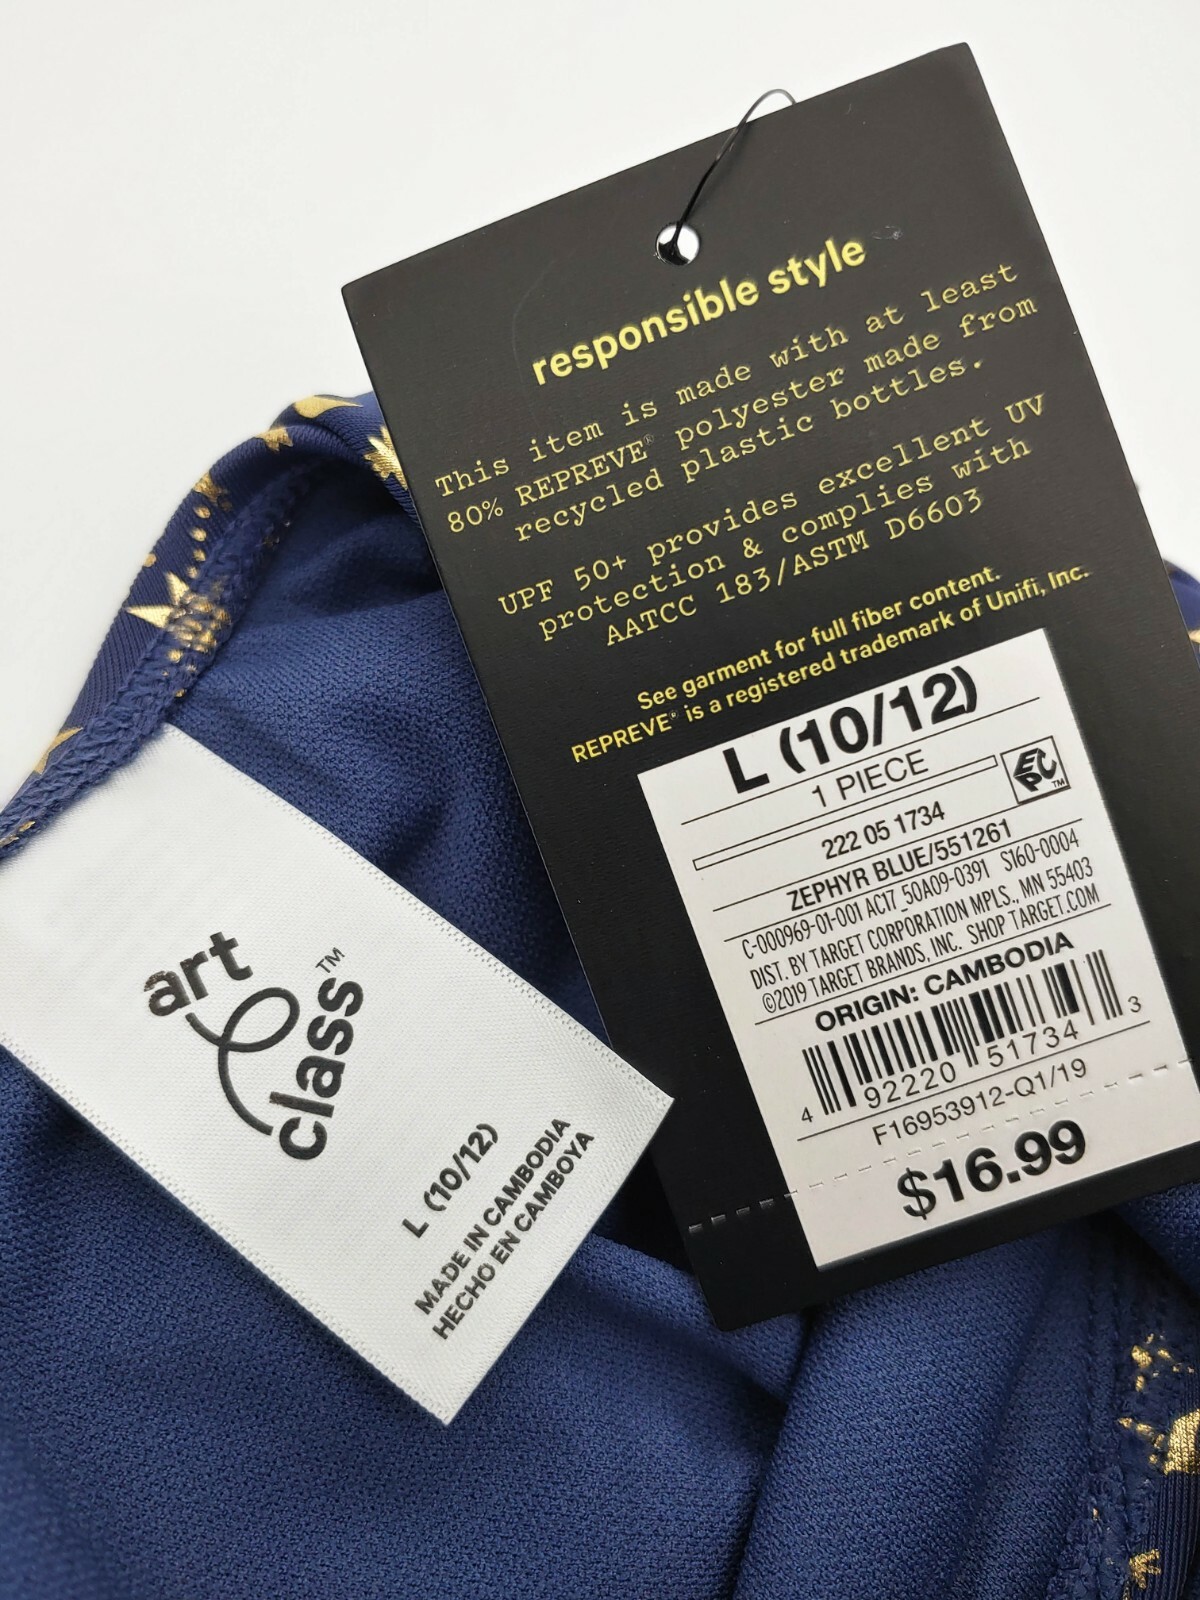 responsible style
This item is made with at least
80% REPREVE® polyester made from
recycled plastic bottles.
UPF 50+ provides excellent UV
protection & complies with
AATCC 183/ASTM D6603
See garment for full fiber content.
REPREVE® is a registered trademark of Unifi, Inc.
L (10/12)
1 PIECE
EPC™
222 05 1734
ZEPHYR BLUE/551261
C-000969-01-001 AC17_50A09-0391 S160-0004
DIST. BY TARGET CORPORATION MPLS., MN 55403
©2019 TARGET BRANDS, INC. SHOP TARGET.COM
ORIGIN: CAMBODIA
4 92220 51734 3
F16953912-Q1/19
$16.99
art
class™
L (10/12)
MADE IN CAMBODIA
HECHO EN CAMBOYA